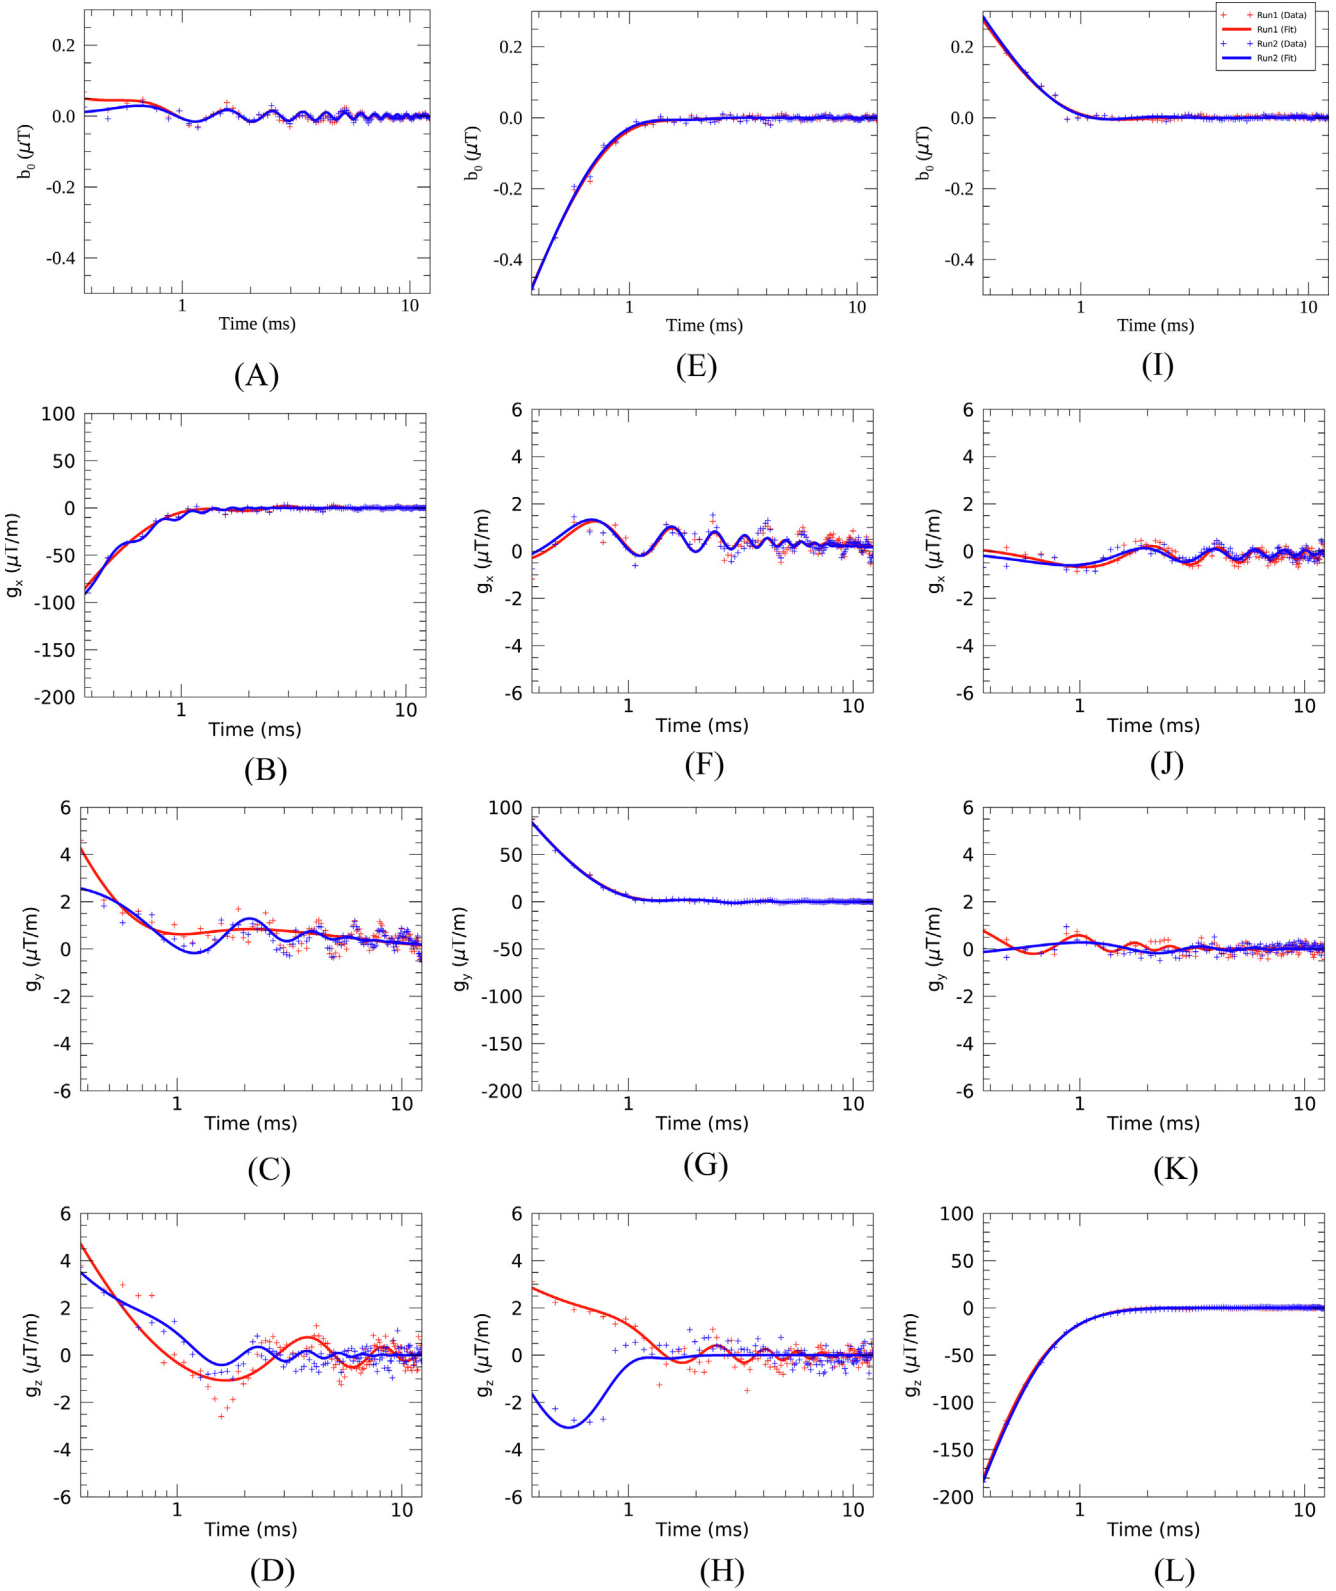 0.2
0.0
-0.2
-0.4
b0 (μT)
1
10
Time (ms)
(A)
0.2
0.0
-0.2
-0.4
b0 (μT)
1
10
Time (ms)
(E)
Run1 (Data)
Run1 (Fit)
Run2 (Data)
Run2 (Fit)
0.2
0.0
-0.2
-0.4
b0 (μT)
1
10
Time (ms)
(I)
100
50
0
-50
-100
-150
-200
gx (μT/m)
1
10
Time (ms)
(B)
6
4
2
0
-2
-4
-6
gx (μT/m)
1
10
Time (ms)
(F)
6
4
2
0
-2
-4
-6
gx (μT/m)
1
10
Time (ms)
(J)
6
4
2
0
-2
-4
-6
gy (μT/m)
1
10
Time (ms)
(C)
100
50
0
-50
-100
-150
-200
gy (μT/m)
1
10
Time (ms)
(G)
6
4
2
0
-2
-4
-6
gy (μT/m)
1
10
Time (ms)
(K)
6
4
2
0
-2
-4
-6
gz (μT/m)
1
10
Time (ms)
(D)
6
4
2
0
-2
-4
-6
gz (μT/m)
1
10
Time (ms)
(H)
100
50
0
-50
-100
-150
-200
gz (μT/m)
1
10
Time (ms)
(L)